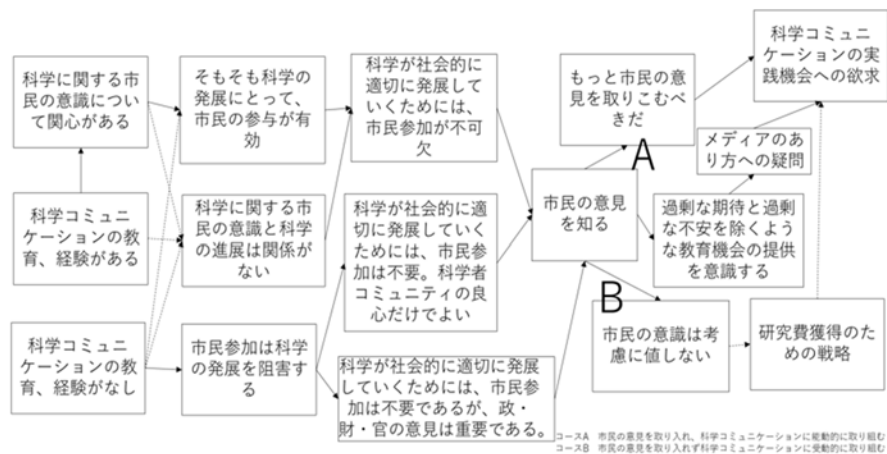 科学に関する市
民の意識につい
て関心がある
科学コミュニ
ケーションの教
育、経験がある
科学コミュニ
ケーションの教
育、経験がなし
そもそも科学の
発展にとって、
市民の参与が有
効
科学に関する市
民の意識と科学
の進展は関係が
ない
市民参加は科学
の発展を阻害す
る
科学が社会的に
適切に発展して
いくためには、
市民参加が不可
欠
科学が社会的に適
切に発展していく
ためには、市民参
加は不要。科学者
コミュニティの良
心だけでよい
科学が社会的に適切に発展
していくためには、市民参
加は不要であるが、政・
財・官の意見は重要である。
市民の意見
を知る
A
B
もっと市民の意
見を取りこむべ
きだ
過剰な期待と過剰
な不安を除くよう
な教育機会の提供
を意識する
市民の意識は考
慮に値しない
メディアのあ
り方への疑問
研究費獲得のた
めの戦略
科学コミュニ
ケーションの実
践機会への欲求
コースA 市民の意見を取り入れ、科学コミュニケーションに能動的に取り組む
コースB 市民の意見を取り入れず科学コミュニケーションに受動的に取り組む